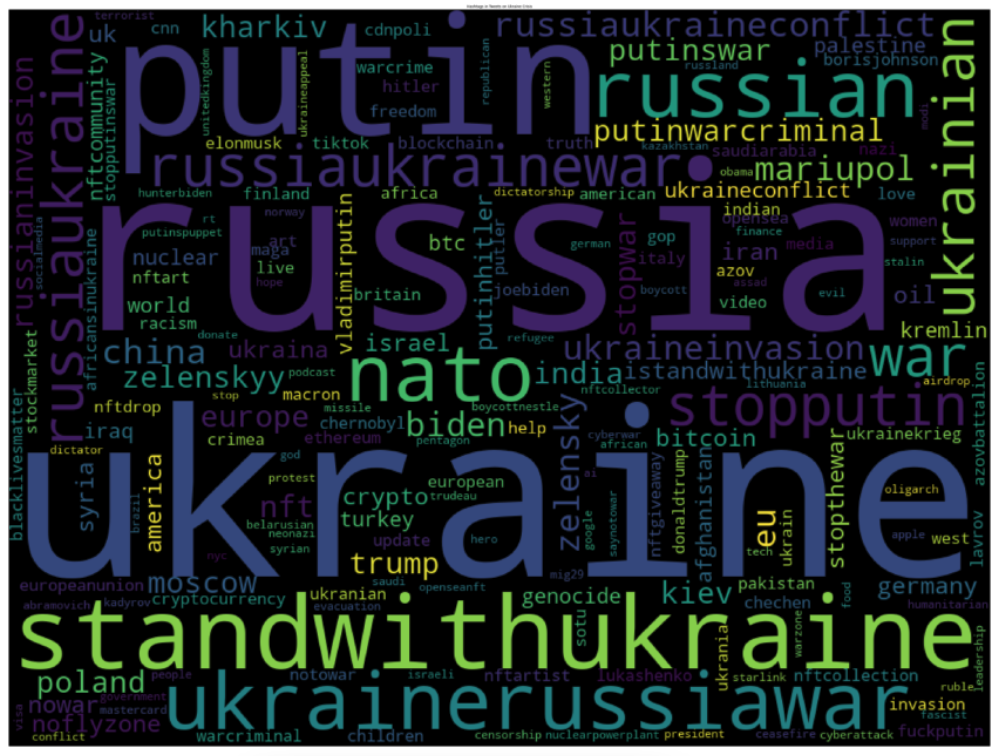 Hashtags in Tweets on Ukraine Crisis
terrorist
putin
russiaukraineconflict
uk
cnn
kharkiv
cdnpoli
putinswar
palestine
borisjohnson
ukrainian
russiaukraine
russianinvasion
nftcommunity
stopputinswar
unitedkingdom
ukraineappeal
warcrime
hitler
freedom
republican
western
russland
russian
modi
elonmusk
tiktok
blockchain
truth
putinwarcriminal
kazakhstan
saudiarabia
nazi
russiaukrainewar
obama
mariupol
hunterbiden
finland
africa
dictatorship
american
ukraineconflict
love
russia
socialmedia
rt
norway
indian
opensea
women
putinspuppet
art
maga
vladimirputin
btc
putinhitler
putler
german
stopwar
gop
italy
finance
iran
media
support
nuclear
nftart
live
hope
azov
assad
stalin
africansinukraine
world
racism
britain
joebiden
boycott
video
evil
oil
donate
refugee
kremlin
stockmarket
china
ukraina
israel
nato
ukraineinvasion
war
zelenskyy
podcast
india
istandwithukraine
lithuania
airdrop
stop
macron
boycottnestle
nftcollector
stopputin
nftdrop
europe
missile
chernobyl
biden
help
zelensky
cyberwar
iraq
crimea
ethereum
pentagon
african
bitcoin
ukrainekrieg
azovbattalion
blacklivesmatter
dictator
god
ukraine
syria
america
brazil
protest
european
ai
oligarch
nft
crypto
trudeau
google
saynotowar
nftgiveaway
donaldtrump
afghanistan
eu
ukrain
stopthewar
belarusian
neonazi
turkey
hero
tech
apple
west
lavrov
syrian
update
nyc
trump
mig29
europeanunion
moscow
saudi
openseanft
kiev
pakistan
germany
abramovich
kadyrov
cryptocurrency
ukranian
evacuation
genocide
chechen
food
humanitarian
standwithukraine
sotu
warzone
ukrania
leadership
poland
people
notowar
israeli
nftartist
lukashenko
starlink
nftcollection
ruble
nowar
government
ukrainerussiawar
invasion
visa
mastercard
noflyzone
fascist
conflict
warcriminal
children
censorship
nuclearpowerplant
president
ceasefire
cyberattack
fuckputin